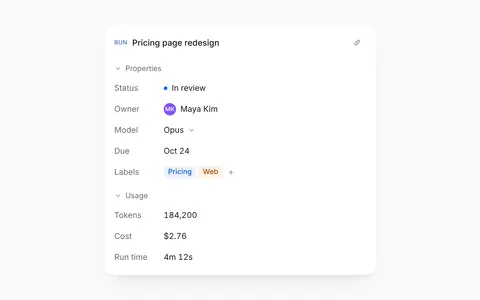 RUN Pricing page redesign
Properties
Status In review
Owner MK Maya Kim
Model Opus
Due Oct 24
Labels Pricing Web +
Usage
Tokens 184,200
Cost $2.76
Run time 4m 12s